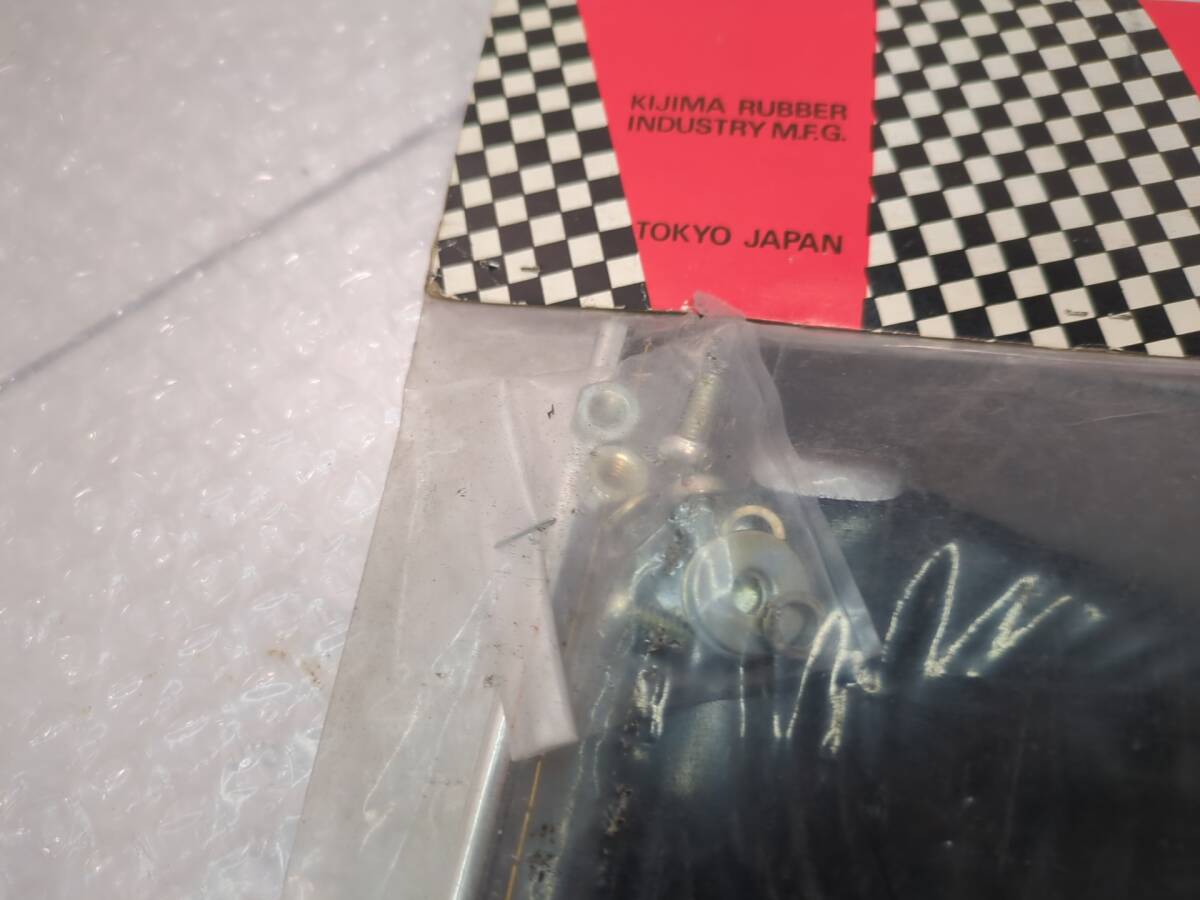 KIJIMA RUBBER
INDUSTRY M.F.G.
TOKYO JAPAN